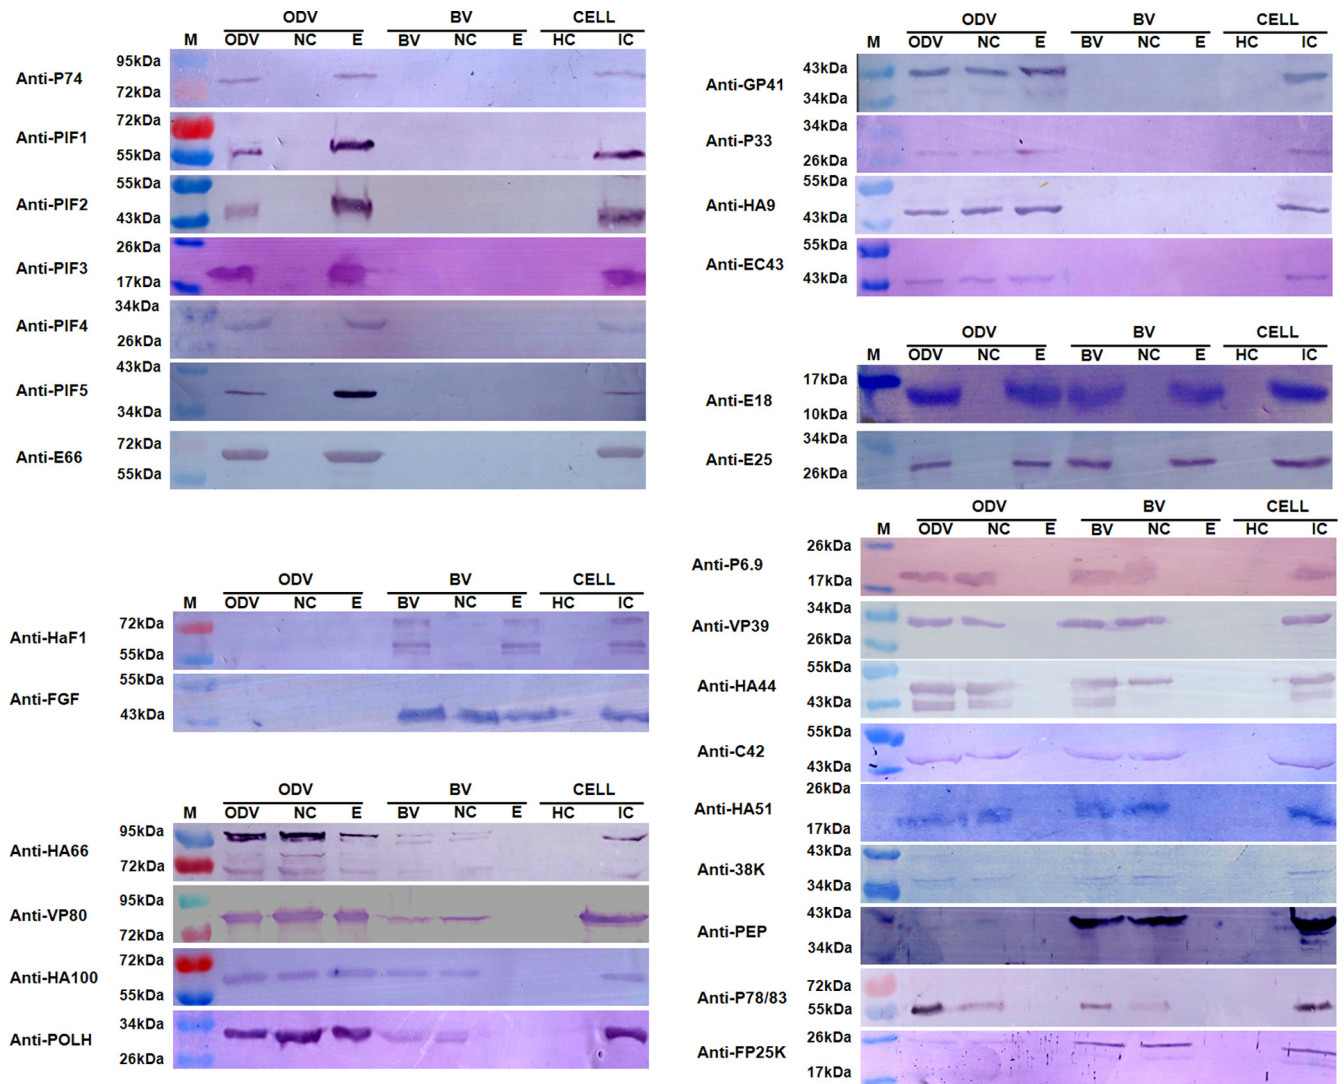 ODV BV CELL
M ODV NC E BV NC E HC IC
95kDa
Anti-P74
72kDa
72kDa
Anti-PIF1
55kDa
55kDa
Anti-PIF2
43kDa
26kDa
Anti-PIF3
17kDa
34kDa
Anti-PIF4
26kDa
43kDa
Anti-PIF5
34kDa
72kDa
Anti-E66
55kDa
ODV BV CELL
M ODV NC E BV NC E HC IC
72kDa
Anti-HaF1
55kDa
55kDa
Anti-FGF
43kDa
ODV BV CELL
M ODV NC E BV NC E HC IC
95kDa
Anti-HA66
72kDa
95kDa
Anti-VP80
72kDa
72kDa
Anti-HA100
55kDa
34kDa
Anti-POLH
26kDa
ODV BV CELL
M ODV NC E BV NC E HC IC
43kDa
Anti-GP41
34kDa
34kDa
Anti-P33
26kDa
55kDa
Anti-HA9
43kDa
55kDa
Anti-EC43
43kDa
ODV BV CELL
M ODV NC E BV NC E HC IC
17kDa
Anti-E18
10kDa
34kDa
Anti-E25
26kDa
ODV BV CELL
M ODV NC E BV NC E HC IC
26kDa
Anti-P6.9
17kDa
34kDa
Anti-VP39
26kDa
55kDa
Anti-HA44
43kDa
55kDa
Anti-C42
43kDa
26kDa
Anti-HA51
17kDa
43kDa
Anti-38K
34kDa
43kDa
Anti-PEP
34kDa
72kDa
Anti-P78/83
55kDa
26kDa
Anti-FP25K
17kDa